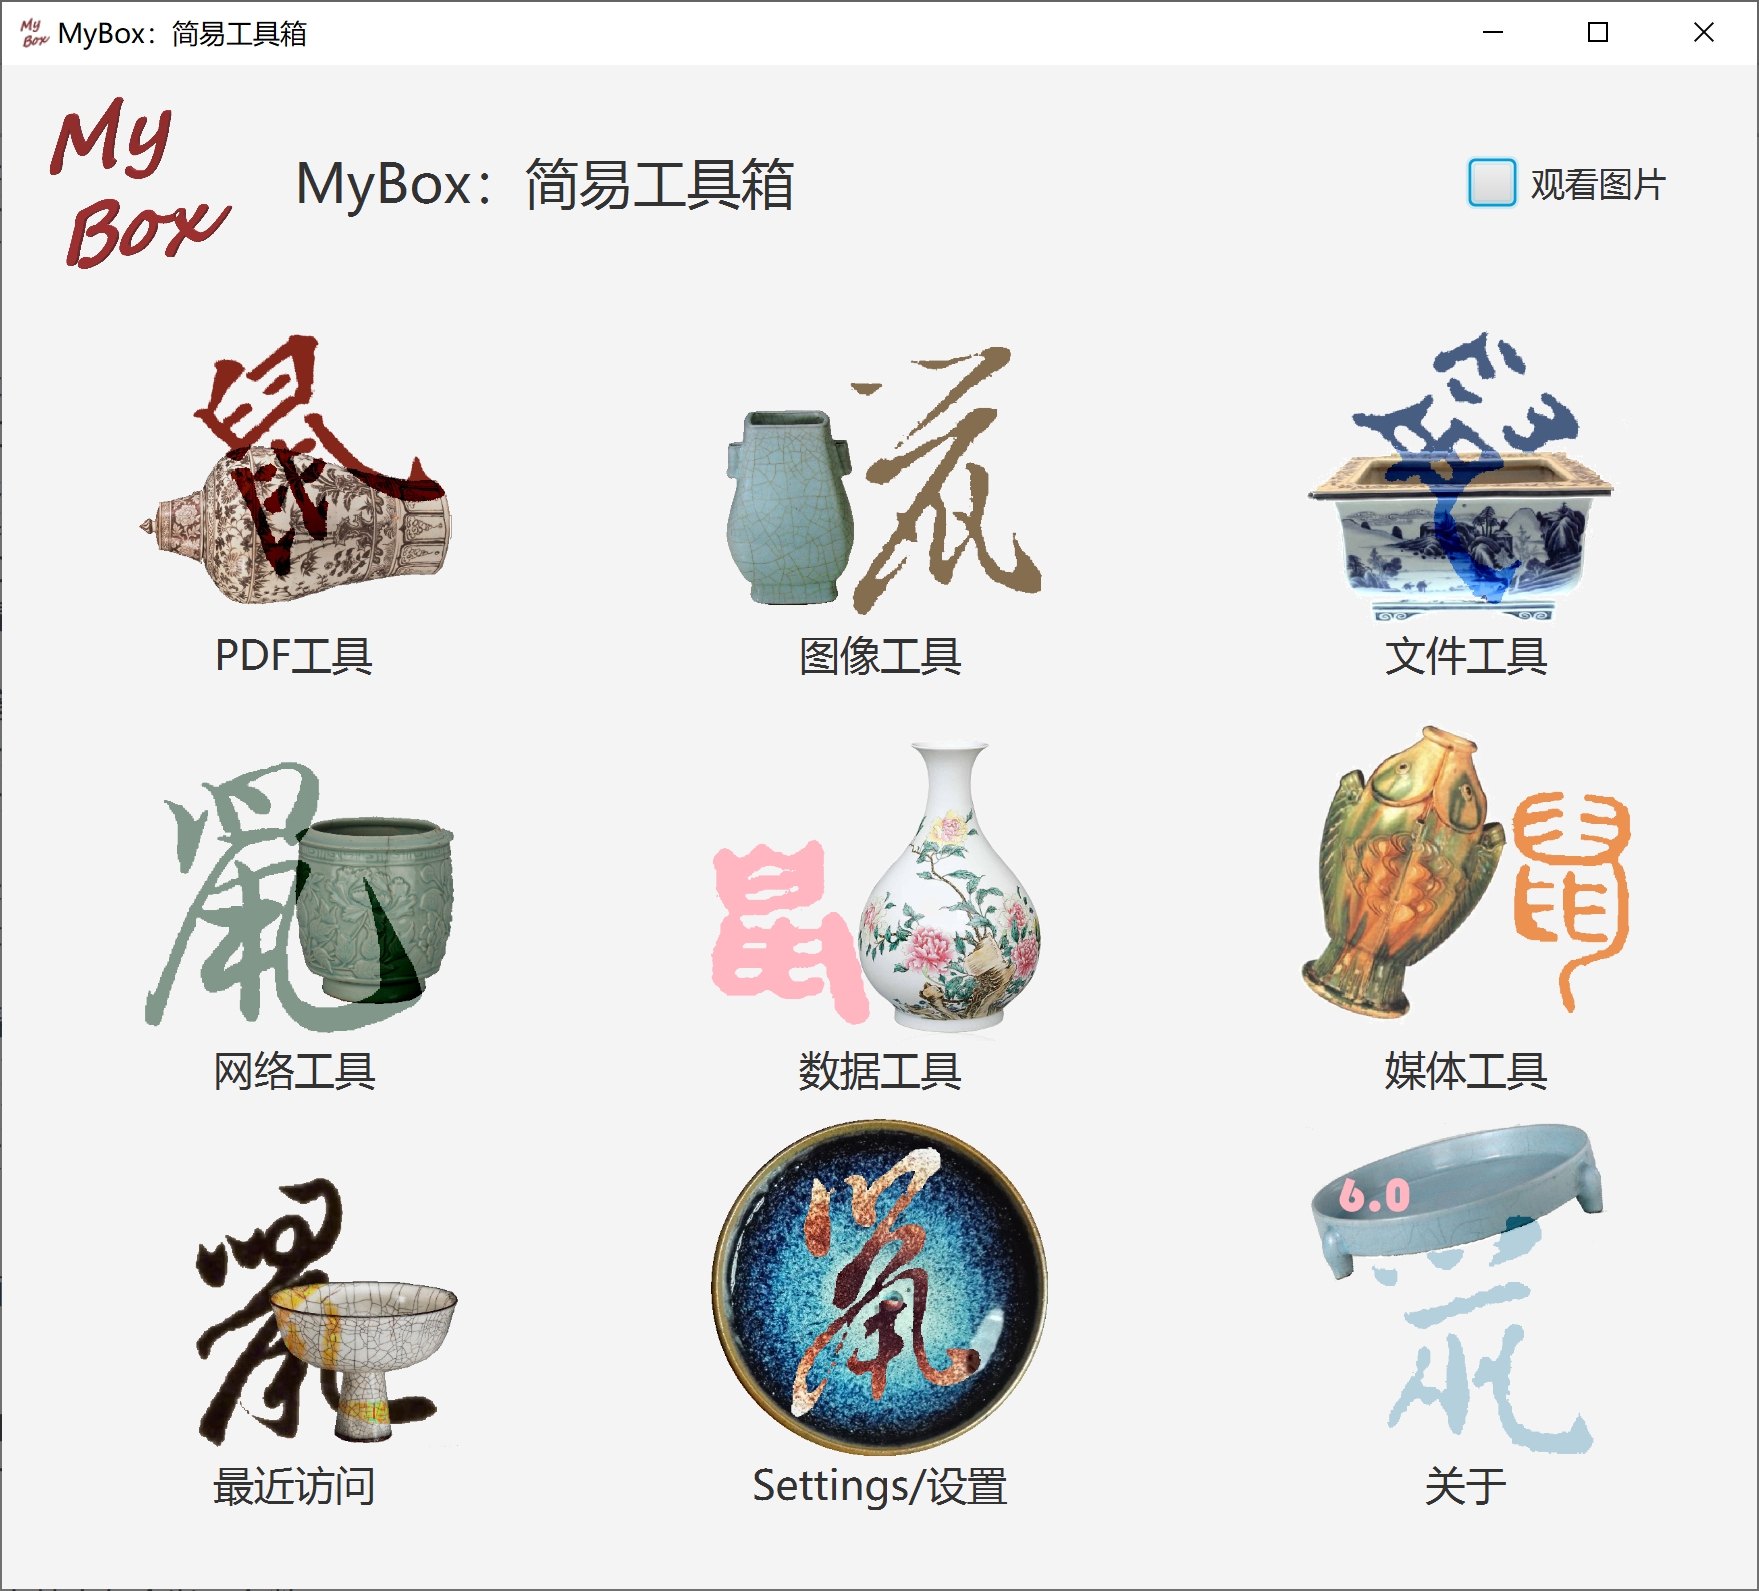 My Box MyBox：简易工具箱
My
Box
MyBox：简易工具箱
观看图片
鼠
PDF工具
图像工具
文件工具
网络工具
数据工具
鼠
媒体工具
最近访问
Settings/设置
6.0
关于